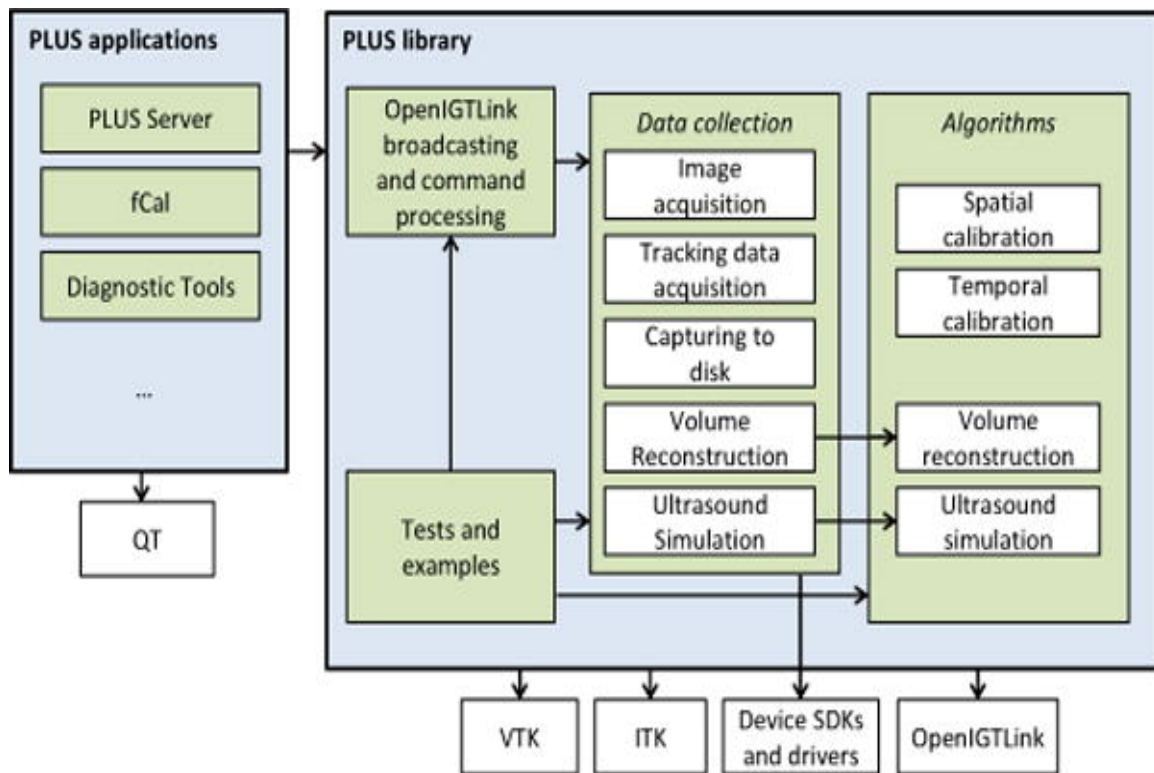 PLUS applications
PLUS Server
fCal
Diagnostic Tools
...
QT
PLUS library
OpenIGTLink
broadcasting
and command
processing
Tests and
examples
Data collection
Image
acquisition
Tracking data
acquisition
Capturing to
disk
Volume
Reconstruction
Ultrasound
Simulation
Algorithms
Spatial
calibration
Temporal
calibration
Volume
reconstruction
Ultrasound
simulation
VTK
ITK
Device SDKs
and drivers
OpenIGTLink